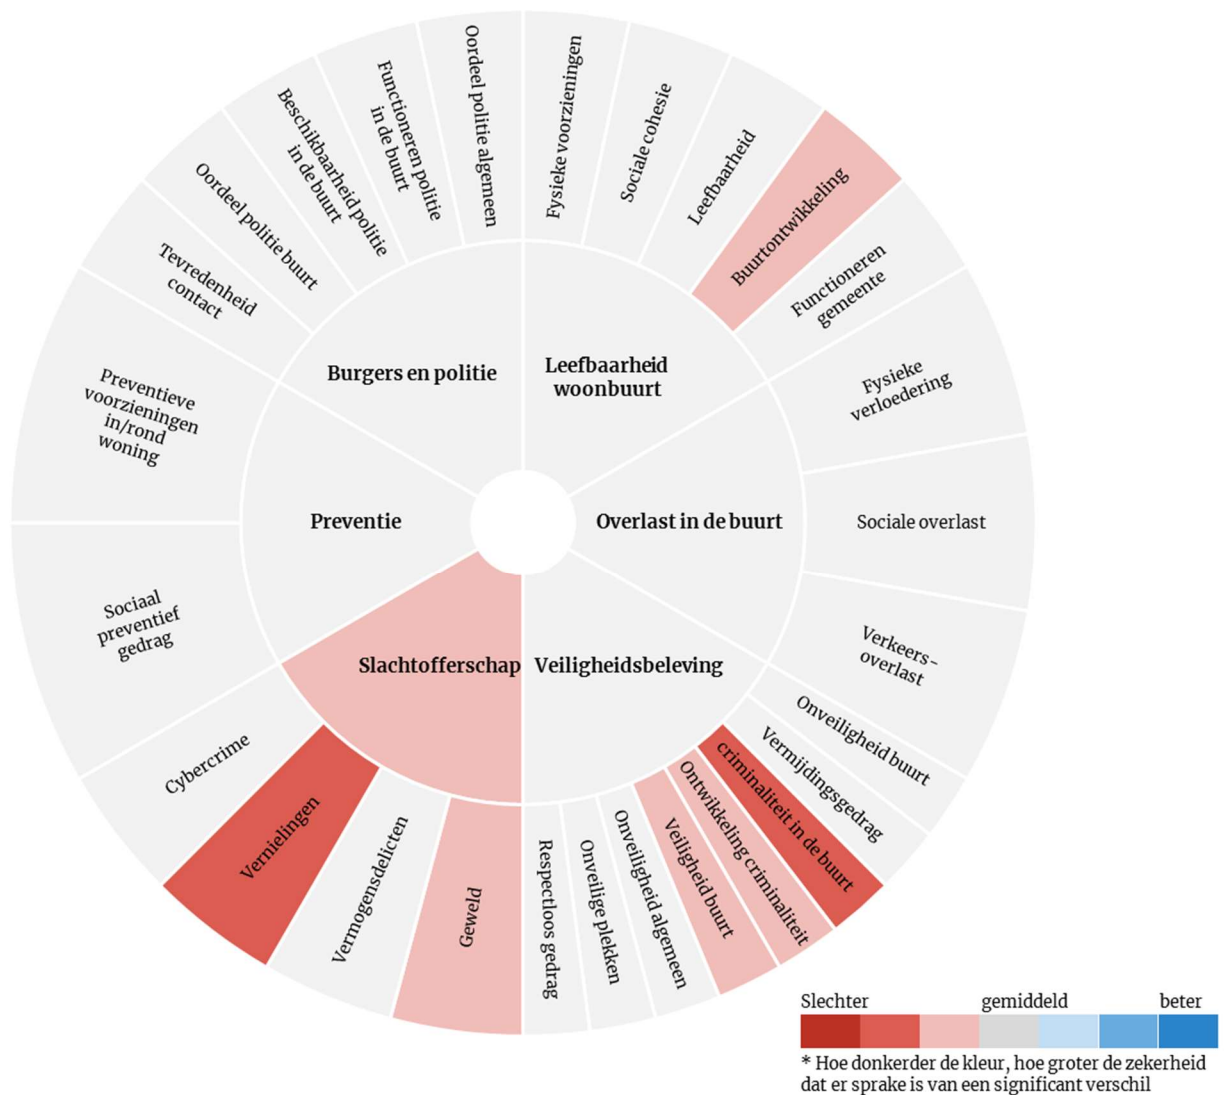 Oordeel politie algemeen
Fysieke voorzieningen
Sociale cohesie
Leefbaarheid
Buurtontwikkeling
Functioneren
gemeente
Fysieke
verloedering
Sociale overlast
Verkeers-
overlast
Onveiligheid buurt
Vermijdingsgedrag
criminaliteit in de buurt
Ontwikkeling criminaliteit
Veiligheid buurt
Onveiligheid algemeen
Onveilige plekken
Respectloos gedrag
Geweld
Vermogensdelicten
Vernielingen
Cybercrime
Sociaal
preventief
gedrag
Preventieve
voorzieningen
in/rond
woning
Tevredenheid
contact
Oordeel politie buurt
Beschikbaarheid politie
in de buurt
Functioneren politie
in de buurt
Burgers en politie
Leefbaarheid
woonbuurt
Preventie
Overlast in de buurt
Slachtofferschap
Veiligheidsbeleving
Slechter gemiddeld beter
* Hoe donkerder de kleur, hoe groter de zekerheid
dat er sprake is van een significant verschil